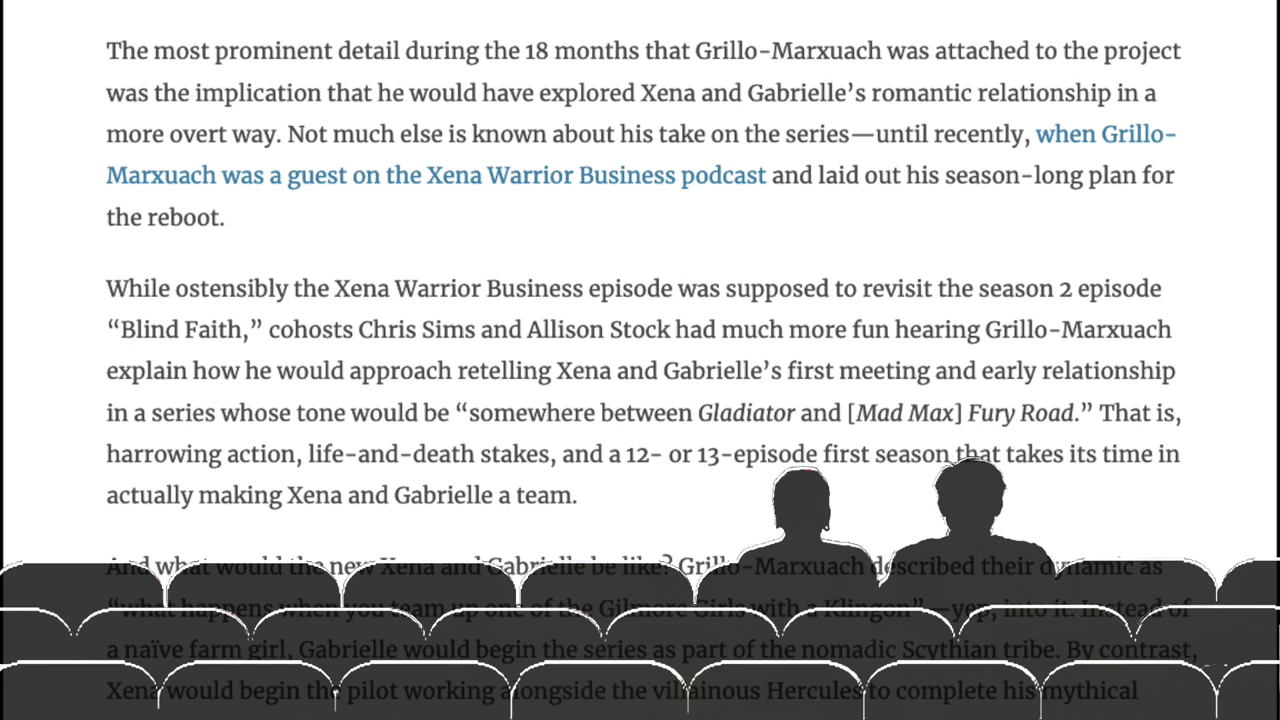 The most prominent detail during the 18 months that Grillo-Marxuach was attached to the project
was the implication that he would have explored Xena and Gabrielle’s romantic relationship in a
more overt way. Not much else is known about his take on the series—until recently, when Grillo-
Marxuach was a guest on the Xena Warrior Business podcast and laid out his season-long plan for
the reboot.
While ostensibly the Xena Warrior Business episode was supposed to revisit the season 2 episode
“Blind Faith,” cohosts Chris Sims and Allison Stock had much more fun hearing Grillo-Marxuach
explain how he would approach retelling Xena and Gabrielle’s first meeting and early relationship
in a series whose tone would be “somewhere between Gladiator and [Mad Max] Fury Road.” That is,
harrowing action, life-and-death stakes, and a 12- or 13-episode first season that takes its time in
actually making Xena and Gabrielle a team.
And what would the new Xena and Gabrielle be like? Grillo-Marxuach described their dynamic as
“what happens when you team up one of the Gilmore Girls with a Klingon”—yep, into it. Instead of
a naïve farm girl, Gabrielle would begin the series as part of the nomadic Scythian tribe. By contrast,
Xena would begin the pilot working alongside the villainous Hercules to complete his mythical